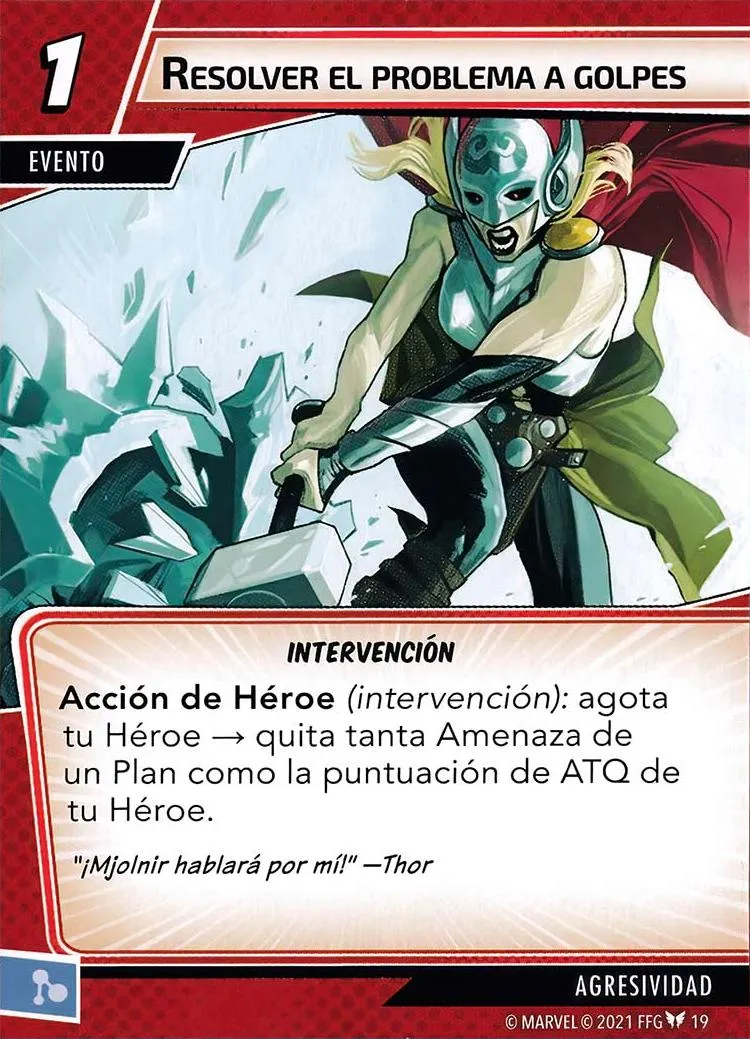 1
RESOLVER EL PROBLEMA A GOLPES
EVENTO
INTERVENCIÓN
Acción de Héroe (intervención): agota
tu Héroe → quita tanta Amenaza de
un Plan como la puntuación de ATQ de
tu Héroe.
"¡Mjolnir hablará por mí!" —Thor
AGRESIVIDAD
© MARVEL © 2021 FFG 19